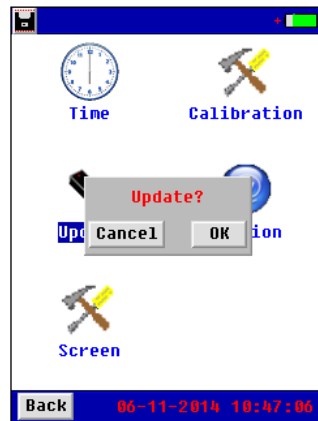 +
Time
Calibration
Update?
Cancel
OK
Screen
Back
06-11-2014 10:47:06